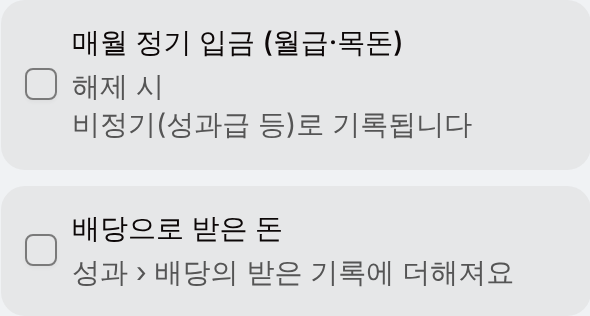 매월 정기 입금 (월급·목돈)
해제 시
비정기(성과급 등)로 기록됩니다
배당으로 받은 돈
성과 › 배당의 받은 기록에 더해져요